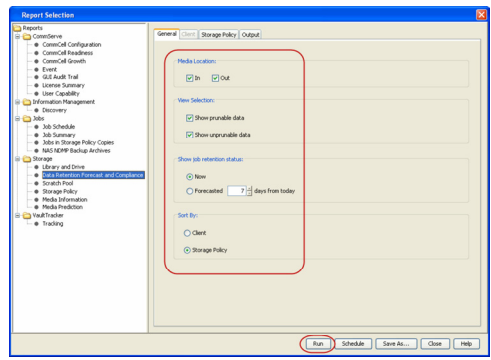 Report Selection
Reports
CommServe
CommCell Configuration
CommCell Readiness
CommCell Growth
Event
GUI Audit Trail
License Summary
User Capability
Information Management
Discovery
Jobs
Job Schedule
Job Summary
Jobs in Storage Policy Copies
NAS NDMP Backup Archives
Storage
Library and Drive
Data Retention Forecast and Compliance
Scratch Pool
Storage Policy
Media Information
Media Prediction
VaultTracker
Tracking
General Client Storage Policy Output
Media Location:
In Out
View Selection:
Show prunable data
Show unprunable data
Show job retention status:
Now
Forecasted 7 days from today
Sort By:
Client
Storage Policy
Run Schedule Save As... Close Help